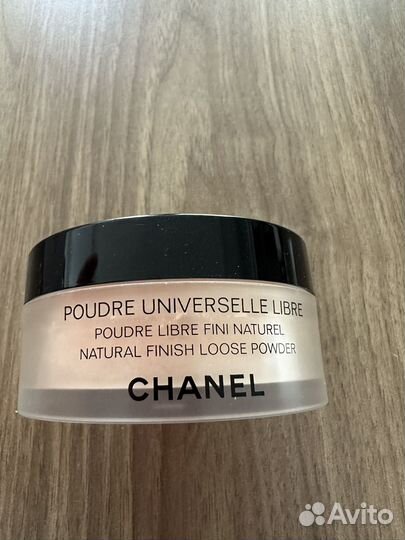 POUDRE UNIVERSELLE LIBRE
POUDRE LIBRE FINI NATUREL
NATURAL FINISH LOOSE POWDER
CHANEL
Avito